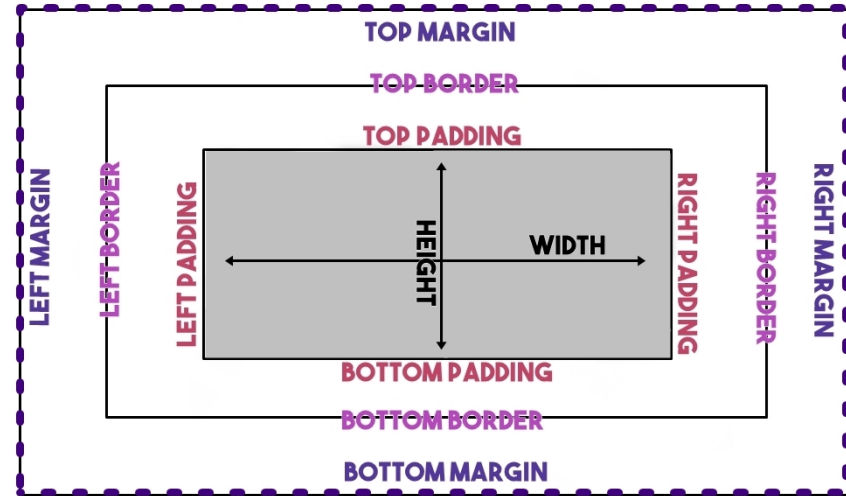 TOP MARGIN
TOP BORDER
TOP PADDING
LEFT MARGIN
LEFT BORDER
LEFT PADDING
HEIGHT
WIDTH
RIGHT PADDING
RIGHT BORDER
RIGHT MARGIN
BOTTOM PADDING
BOTTOM BORDER
BOTTOM MARGIN